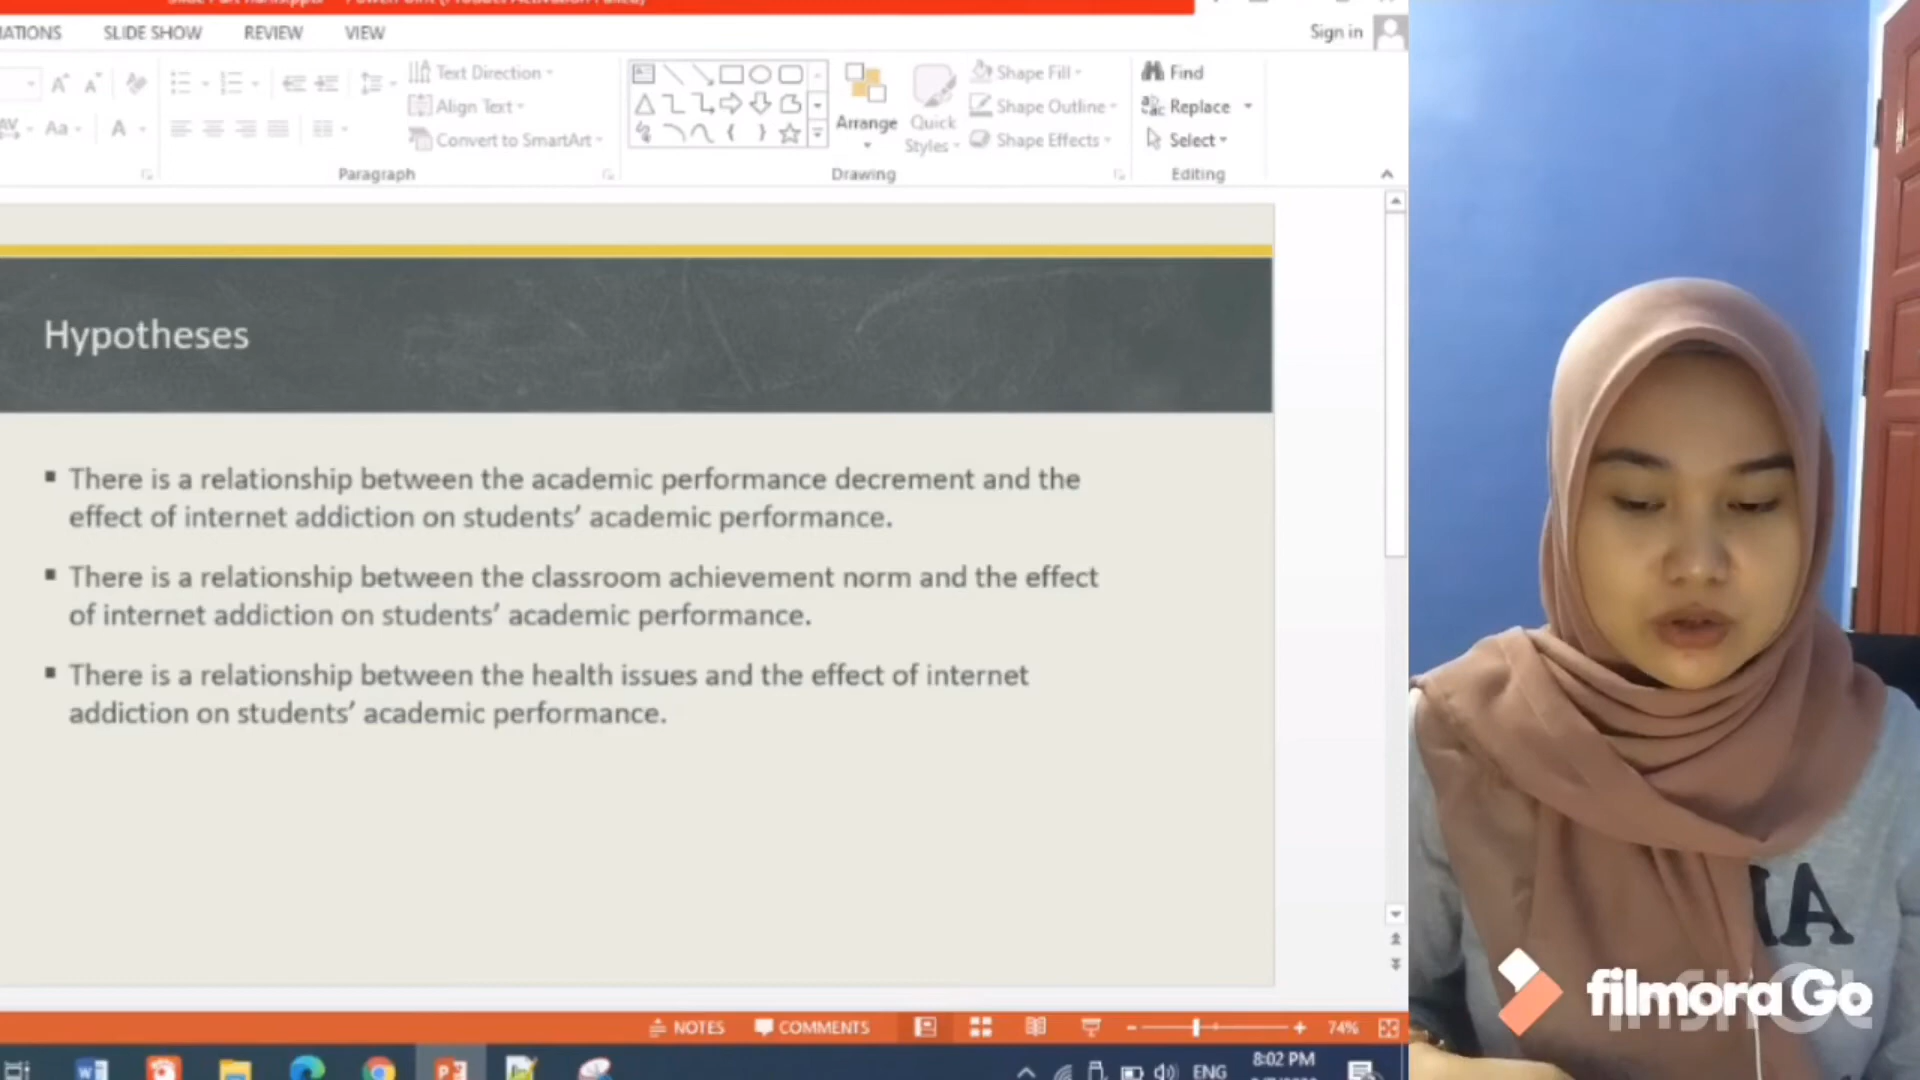 SLIDE SHOW
REVIEW
VIEW
Sign in
Text Direction
Align Text
Convert to SmartArt
Paragraph
Arrange
Quick
Styles
Shape Fill
Shape Outline
Shape Effects
Drawing
Find
Replace
Select
Editing
Hypotheses
There is a relationship between the academic performance decrement and the
effect of internet addiction on students’ academic performance.
There is a relationship between the classroom achievement norm and the effect
of internet addiction on students’ academic performance.
There is a relationship between the health issues and the effect of internet
addiction on students’ academic performance.
NOTES
COMMENTS
74%
ENG
8:02 PM
filmoraGo